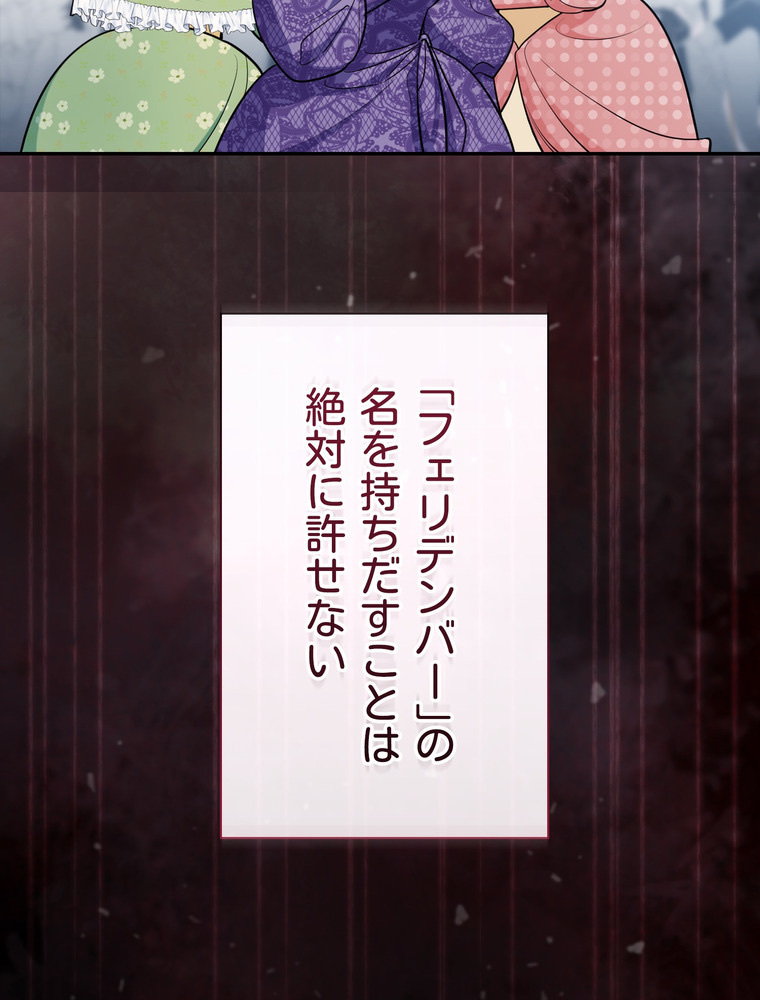 「フェリデンバー」の
名を持ちだすことは
絶対に許せない